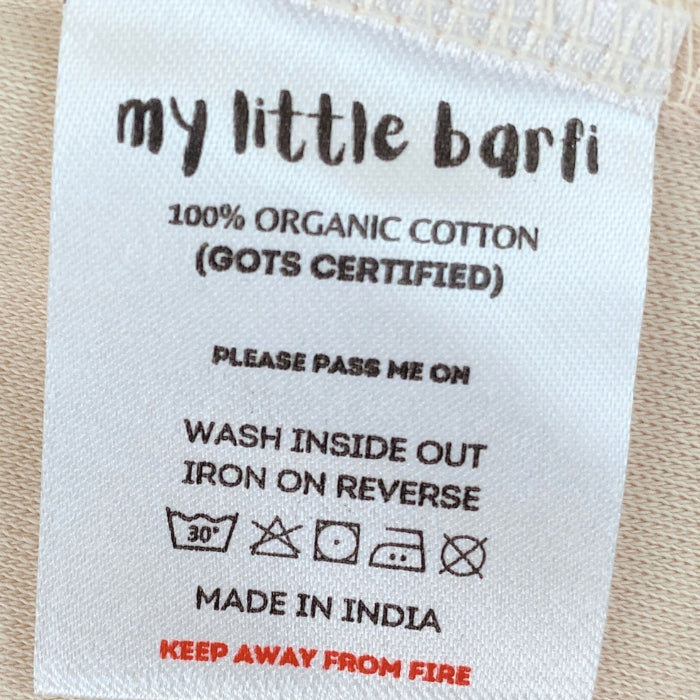 my little barfi
100% ORGANIC COTTON
(GOTS CERTIFIED)
PLEASE PASS ME ON
WASH INSIDE OUT
IRON ON REVERSE
30°
MADE IN INDIA
KEEP AWAY FROM FIRE